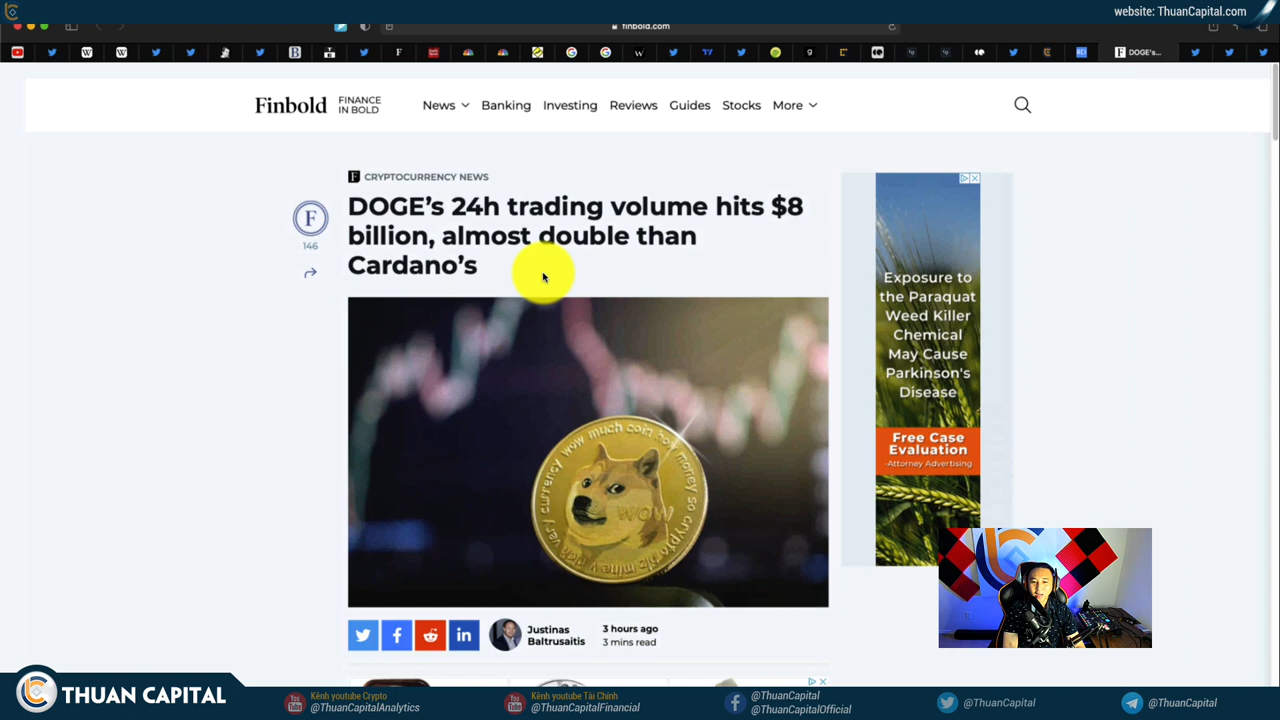 website: ThuanCapital.com
finbold.com
DOGE's...
Finbold
FINANCE
IN BOLD
News
Banking
Investing
Reviews
Guides
Stocks
More
CRYPTOCURRENCY NEWS
DOGE's 24h trading volume hits $8
billion, almost double than
Cardano's
F
146
Exposure to
the Paraquat
Weed Killer
Chemical
May Cause
Parkinson's
Disease
Free Case
Evaluation
-Attorney Advertising
WOW
Justinas
Baltrusaitis
3 hours ago
3 mins read
THUAN CAPITAL
Kênh youtube Crypto
@ThuanCapitalAnalytics
Kênh youtube Tài Chính
@ThuanCapitalFinancial
@ThuanCapital
@ThuanCapitalOfficial
@ThuanCapital
@ThuanCapital